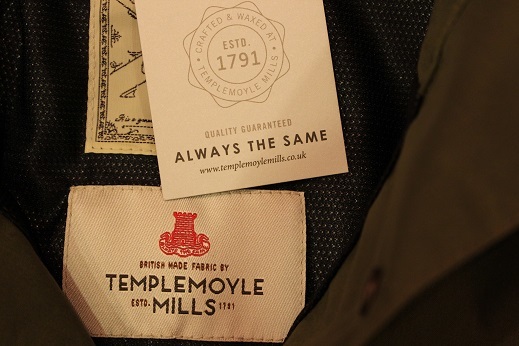 CRAFTED & WAXED AT
ESTD.
1791
TEMPLEMOYLE MILLS
QUALITY GUARANTEED
ALWAYS THE SAME
www.templemoylemills.co.uk
BRITISH MADE FABRIC BY
TEMPLEMOYLE
ESTD. MILLS 1791